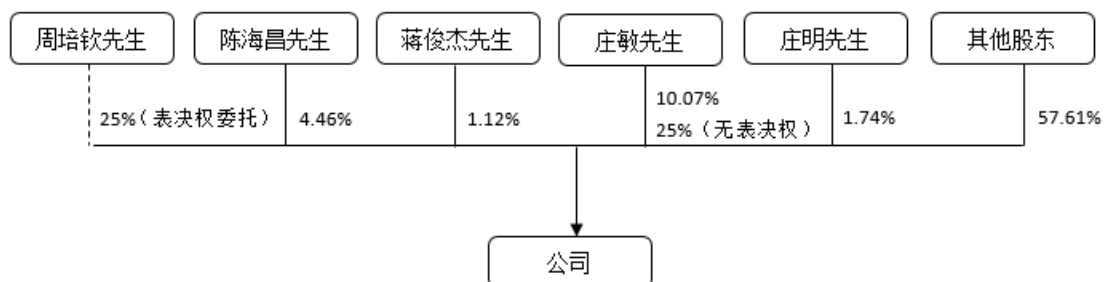 周培钦先生
陈海昌先生
蒋俊杰先生
庄敏先生
庄明先生
其他股东
25%（表决权委托）
4.46%
1.12%
10.07%
25%（无表决权）
1.74%
57.61%
公司